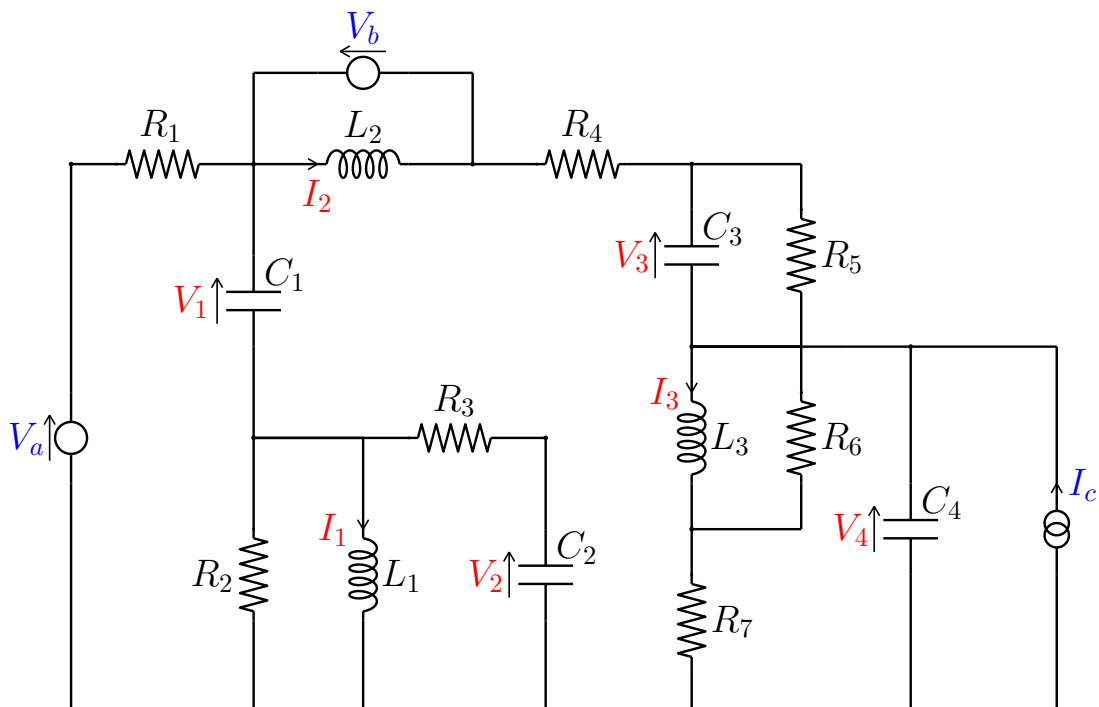 V_b
R_1
L_2
R_4
I_2
C_3
V_3
R_5
C_1
V_1
I_3
R_3
V_a
L_3
R_6
I_c
C_4
V_4
I_1
C_2
R_2
L_1
V_2
R_7